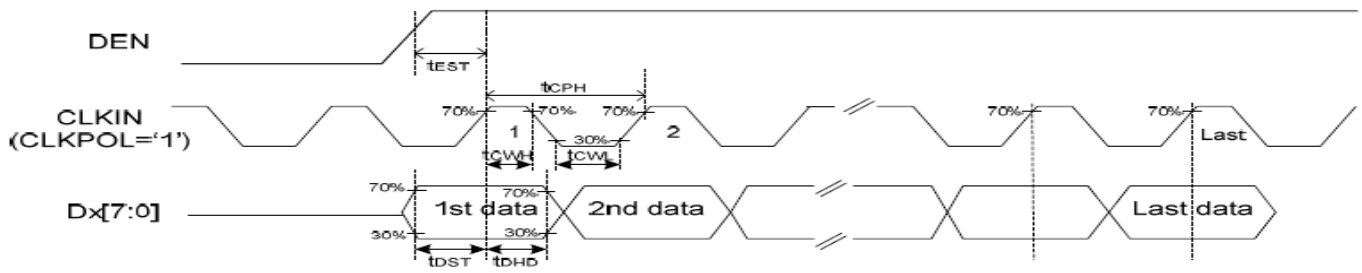 DEN
tEST
tCPH
CLKIN
(CLKPOL=‘1’)
70%
1
70%
70%
2
70%
70%
Last
30%
tCWH
tCWL
Dx[7:0]
70%
1st data
70%
2nd data
Last data
30%
30%
tDST
tDHD